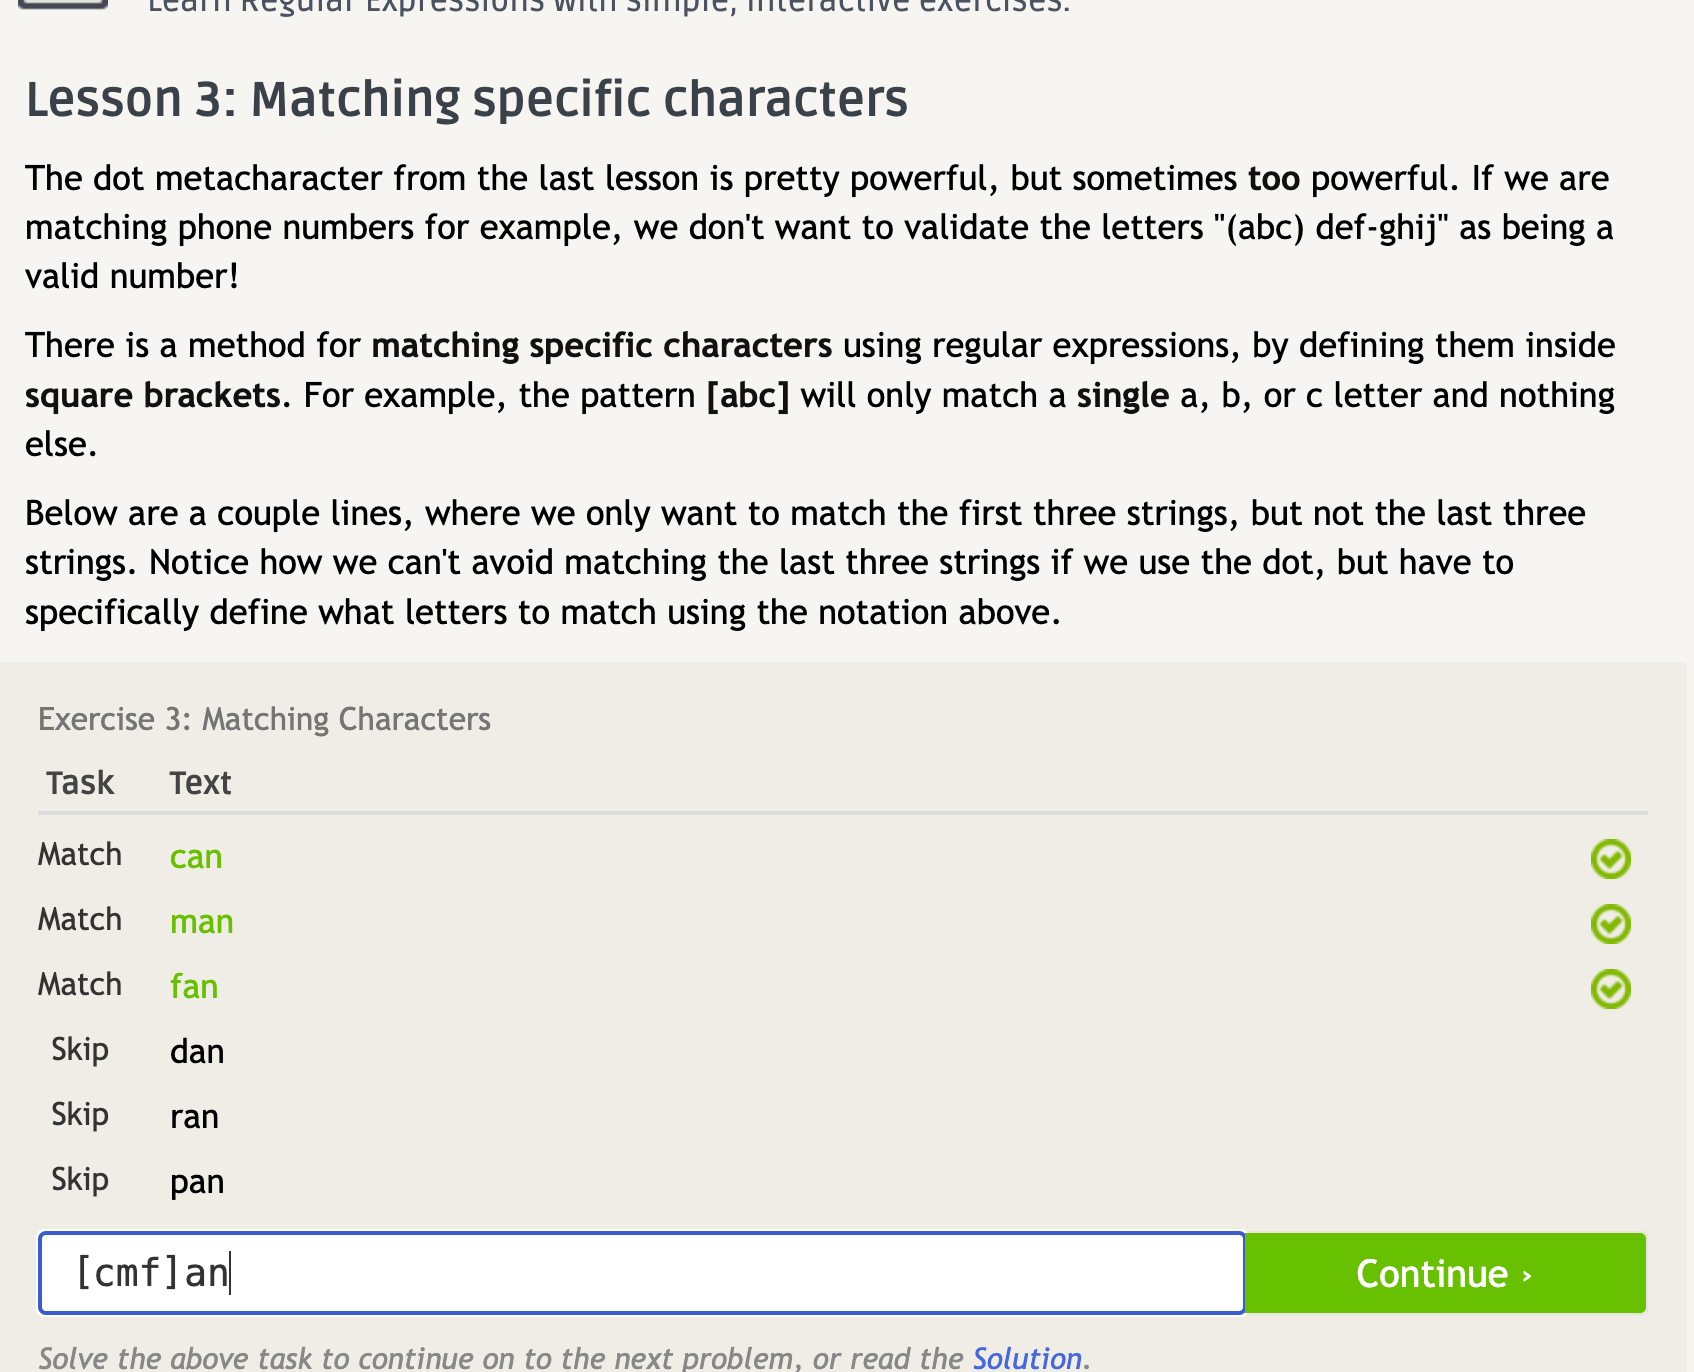 Learn Regular Expressions with simple, interactive exercises.
Lesson 3: Matching specific characters
The dot metacharacter from the last lesson is pretty powerful, but sometimes too powerful. If we are
matching phone numbers for example, we don't want to validate the letters "(abc) def-ghij" as being a
valid number!
There is a method for matching specific characters using regular expressions, by defining them inside
square brackets. For example, the pattern [abc] will only match a single a, b, or c letter and nothing
else.
Below are a couple lines, where we only want to match the first three strings, but not the last three
strings. Notice how we can't avoid matching the last three strings if we use the dot, but have to
specifically define what letters to match using the notation above.
Exercise 3: Matching Characters
Task Text
Match can
Match man
Match fan
Skip dan
Skip ran
Skip pan
[cmf]an Continue ›
Solve the above task to continue on to the next problem, or read the Solution.